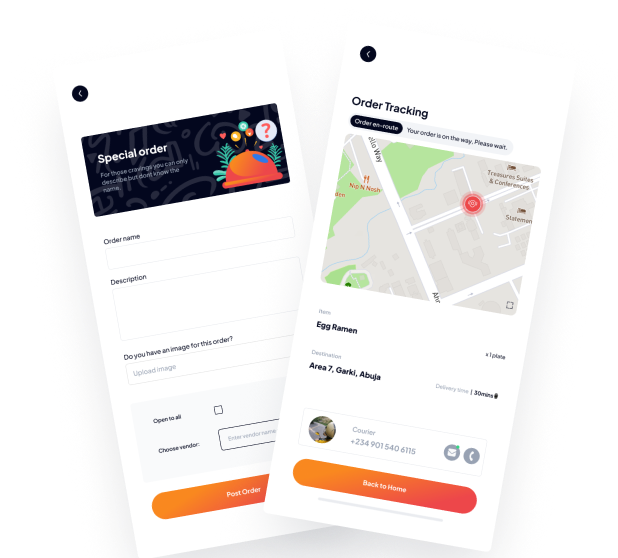 Special order
For those cravings you can only
describe but dont know the
name
Order name
Description
Do you have an image for this order?
Upload image
Open to all
Choose vendor:
Enter vendor name
Post Order
Order Tracking
Order en-route
Your order is on the way. Please wait.
Nip N Nosh
Treasures Suites
& Conferences
Item
Egg Ramen
x 1 plate
Destination
Area 7, Garki, Abuja
Delivery time | 30mins
Courier
+234 901 540 6115
Back to Home